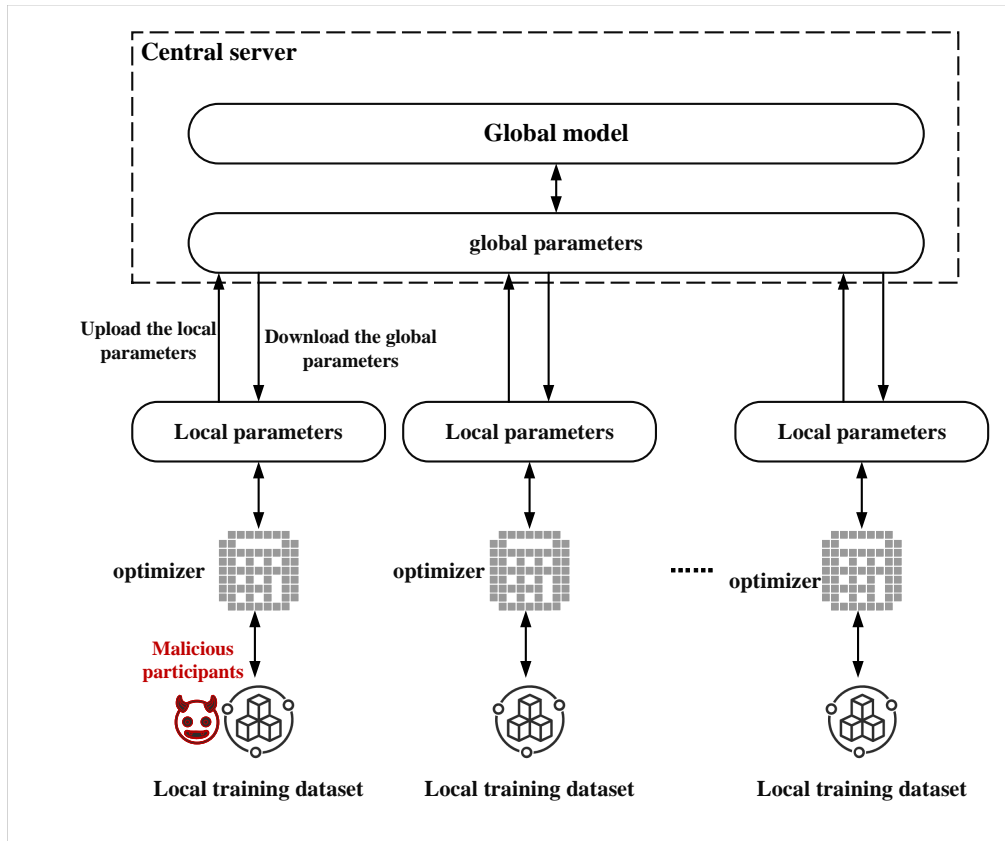 Central server
Global model
global parameters
Upload the local
parameters
Download the global
parameters
Local parameters
Local parameters
Local parameters
optimizer
optimizer
......
optimizer
Malicious
participants
Local training dataset
Local training dataset
Local training dataset